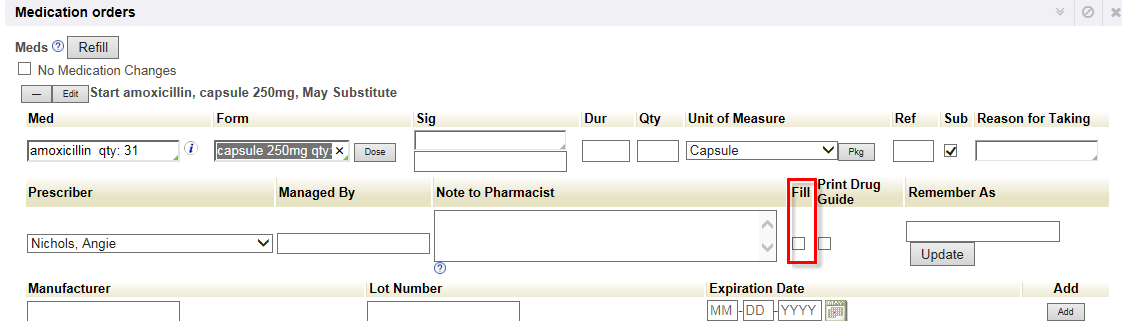 Medication orders
Meds Refill
No Medication Changes
— Edit Start amoxicillin, capsule 250mg, May Substitute
Med Form Sig Dur Qty Unit of Measure Ref Sub Reason for Taking
amoxicillin qty: 31 capsule 250mg qty: Dose Capsule Pkg
Prescriber Managed By Note to Pharmacist Fill Print Drug Guide Remember As
Nichols, Angie
Update
Manufacturer Lot Number Expiration Date Add
MM - DD - YYYY Add